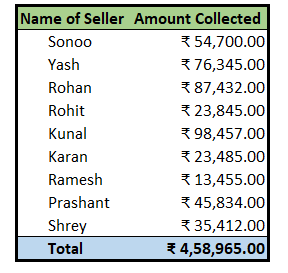 Name of Seller Amount Collected
Sonoo ₹ 54,700.00
Yash ₹ 76,345.00
Rohan ₹ 87,432.00
Rohit ₹ 23,845.00
Kunal ₹ 98,457.00
Karan ₹ 23,485.00
Ramesh ₹ 13,455.00
Prashant ₹ 45,834.00
Shrey ₹ 35,412.00
Total ₹ 4,58,965.00